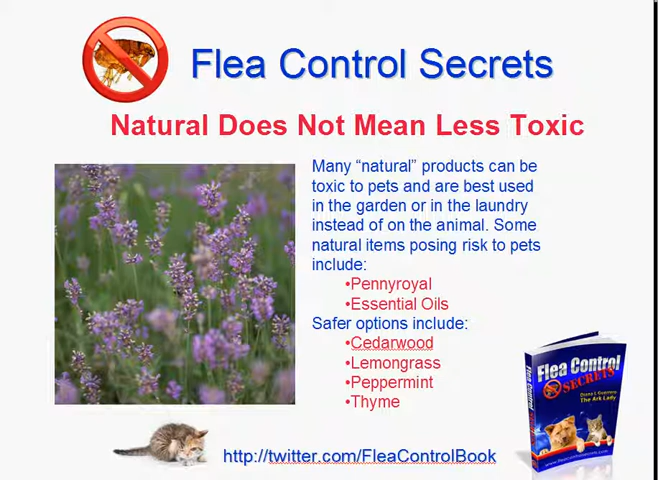 Flea Control Secrets
Natural Does Not Mean Less Toxic
Many “natural” products can be
toxic to pets and are best used
in the garden or in the laundry
instead of on the animal. Some
natural items posing risk to pets
include:
•Pennyroyal
•Essential Oils
Safer options include:
•Cedarwood
•Lemongrass
•Peppermint
•Thyme
Flea Control
SECRETS
The Ark Lady
http://twitter.com/FleaControlBook